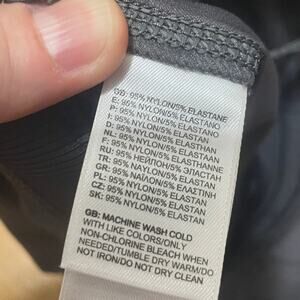 GB: 95% NYLON/5% ELASTANE
E: 95% NYLON/5% ELASTANO
P: 95% NYLON/5% ELASTANO
I: 95% NYLON/5% ELASTAN
D: 95% NYLON/5% ELASTAN
NL: 95% NYLON/5% ELASTAAN
F: 95% NYLON/5% ELASTHANNE
RU: 95% НЕЙЛОН/5% ЭЛАСТАН
TR: 95% NAYLON/5% ELASTAN
GR: 95% ΝΑΪΛΟΝ/5% ΕΛΑΣΤΙΝΗ
PL: 95% NYLON/5% ELASTAN
CZ: 95% NYLON/5% ELASTAN
SK: 95% NYLON/5% ELASTAN
GB: MACHINE WASH COLD
WITH LIKE COLORS/ONLY
NON-CHLORINE BLEACH WHEN
NEEDED/TUMBLE DRY WARM/DO
NOT IRON/DO NOT DRY CLEAN